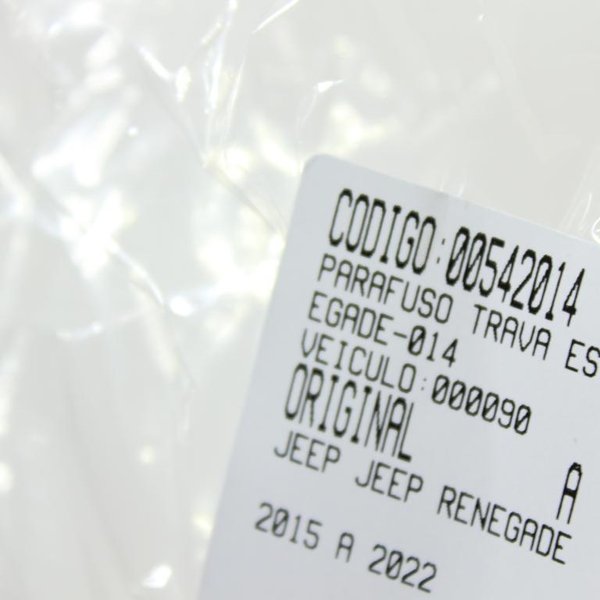 CODIGO:00542014
PARAFUSO TRAVA ES
EGADE-014
VEICULO:000090
ORIGINAL
A
JEEP JEEP RENEGADE
2015 A 2022